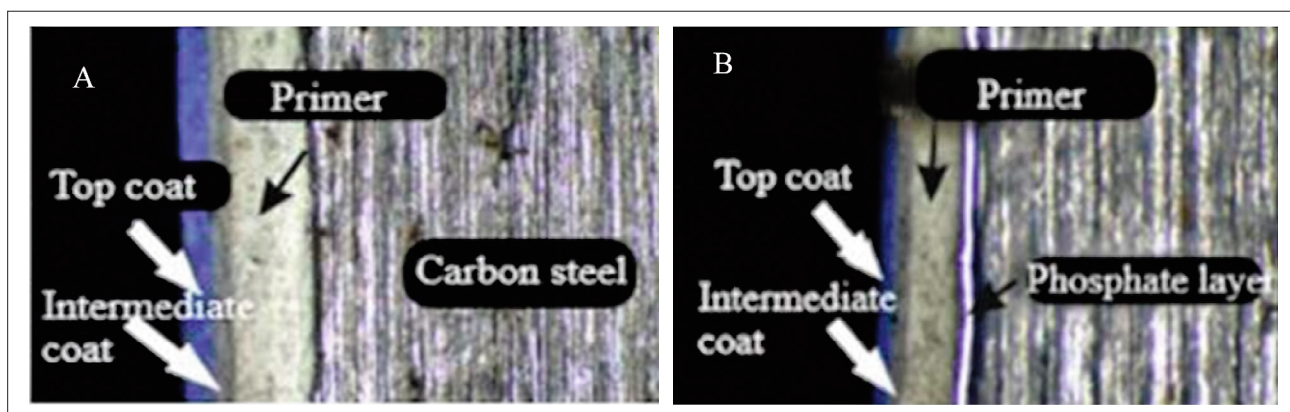 A
Primer
Top coat
Carbon steel
Intermediate
coat
B
Primer
Top coat
Phosphate layer
Intermediate
coat